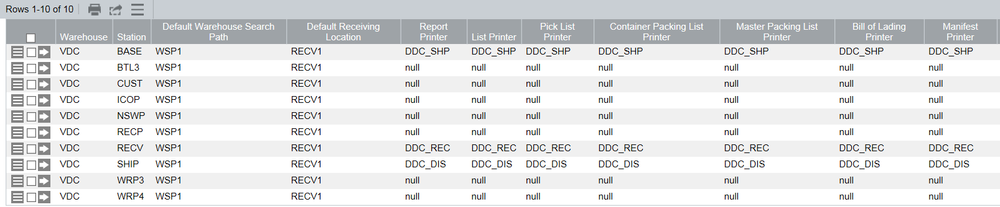 Rows 1-10 of 10
Warehouse Station Default Warehouse Search Path Default Receiving Location Report Printer List Printer Pick List Printer Container Packing List Printer Master Packing List Printer Bill of Lading Printer Manifest Printer
VDC BASE WSP1 RECV1 DDC_SHP DDC_SHP DDC_SHP DDC_SHP DDC_SHP DDC_SHP DDC_SHP
VDC BTL3 WSP1 RECV1 null null null null null null null
VDC CUST WSP1 RECV1 null null null null null null null
VDC ICOP WSP1 RECV1 null null null null null null null
VDC NSWP WSP1 RECV1 null null null null null null null
VDC RECP WSP1 RECV1 null null null null null null null
VDC RECV WSP1 RECV1 DDC_REC DDC_REC DDC_REC DDC_REC DDC_REC DDC_REC DDC_REC
VDC SHIP WSP1 RECV1 DDC_DIS DDC_DIS DDC_DIS DDC_DIS DDC_DIS DDC_DIS DDC_DIS
VDC WRP3 WSP1 RECV1 null null null null null null null
VDC WRP4 WSP1 RECV1 null null null null null null null